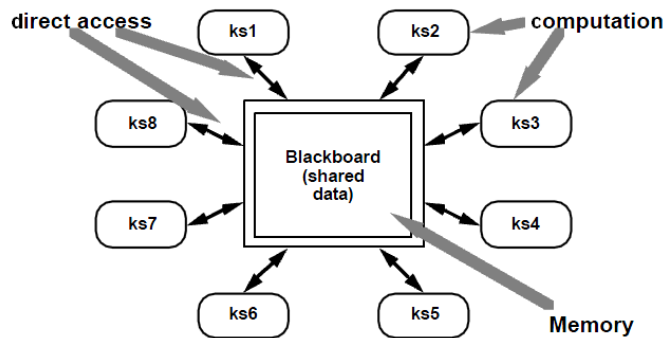 direct access
ks1
ks2
computation
ks8
ks3
Blackboard
(shared
data)
ks7
ks4
ks6
ks5
Memory